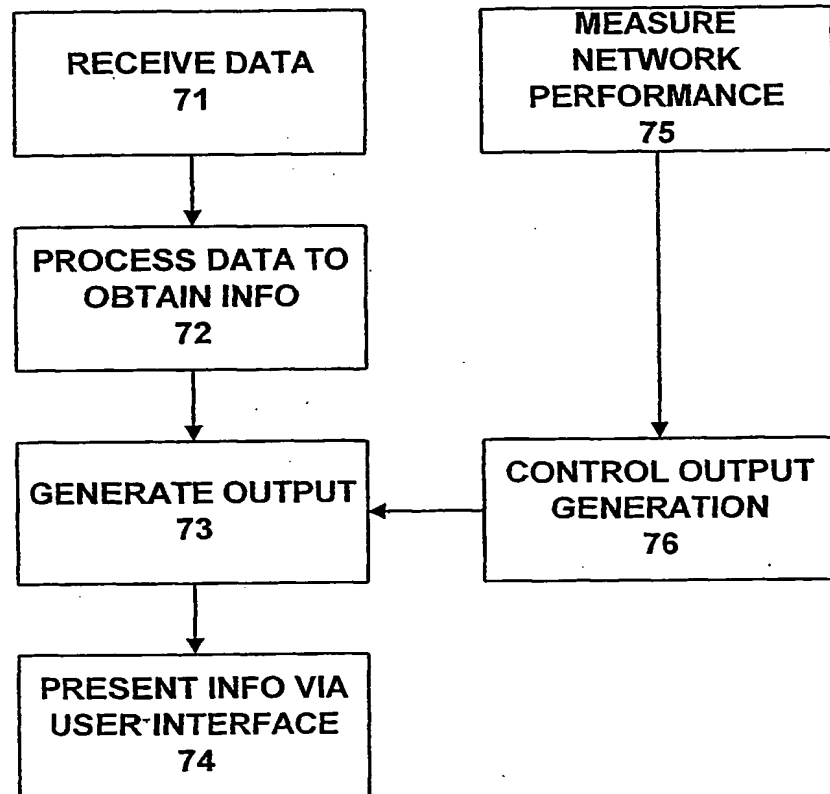 RECEIVE DATA
71
MEASURE
NETWORK
PERFORMANCE
75
PROCESS DATA TO
OBTAIN INFO
72
GENERATE OUTPUT
73
CONTROL OUTPUT
GENERATION
76
PRESENT INFO VIA
USER-INTERFACE
74